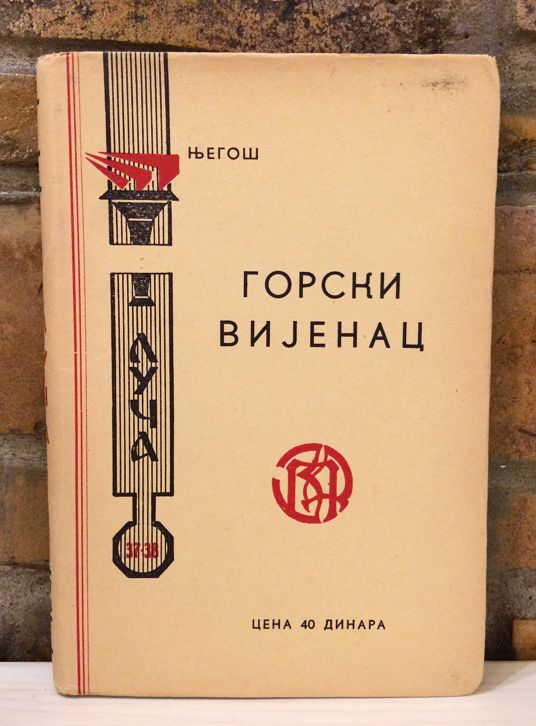 ЊЕГОШ
ГОРСКИ
ВИЈЕНАЦ
ЛУЧА
37-38
ЦЕНА 40 ДИНАРА